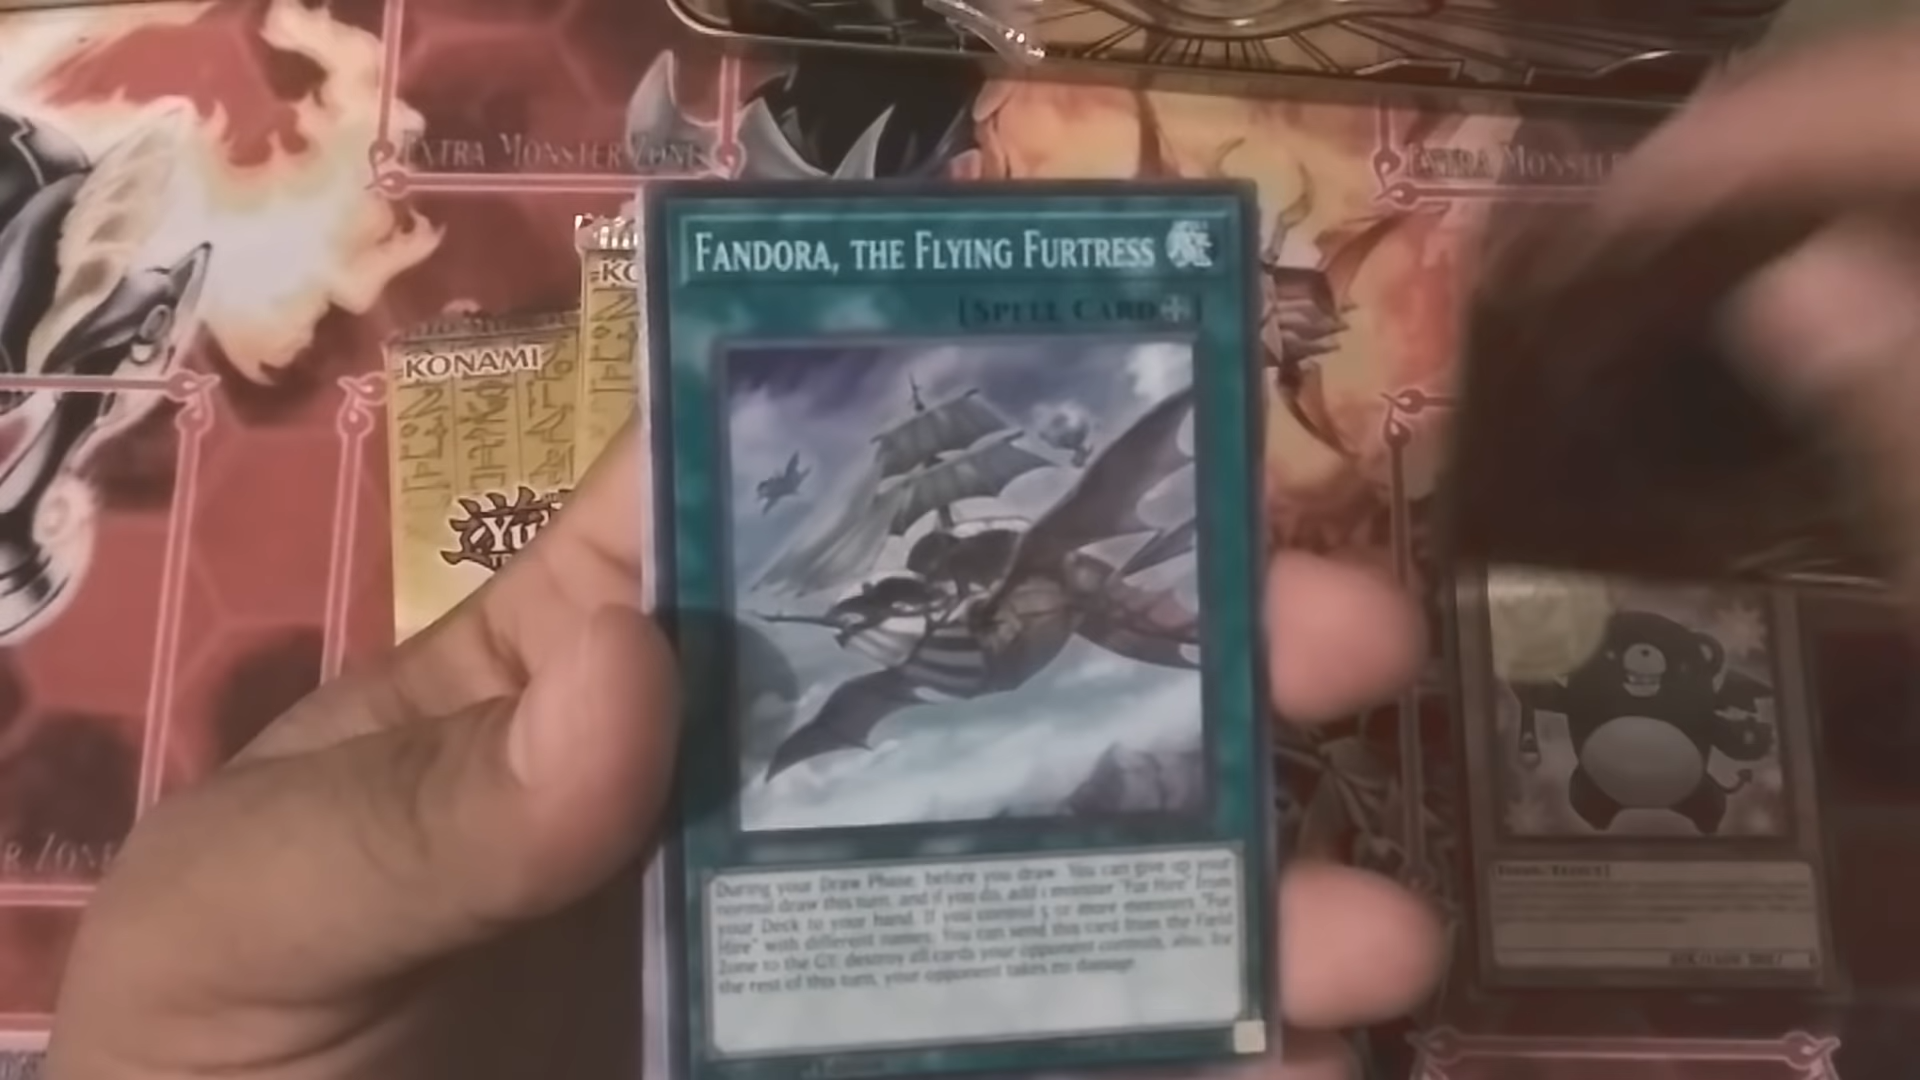 EXTRA MONSTER ZONE
EXTRA MONSTER
KO
KONAMI
Yu
FANDORA, THE FLYING FURTRESS
[SPELL CARD]
During your Draw Phase, before you draw: You can give up your
normal draw this turn, and if you do, add 1 monster "Fur Hire" from
your Deck to your hand. If you control 5 or more monsters "Fur
Hire" with different names: You can send this card from the Field
Zone to the GY; destroy all cards your opponent controls, also, for
the rest of this turn, your opponent takes no damage.
R ZONE